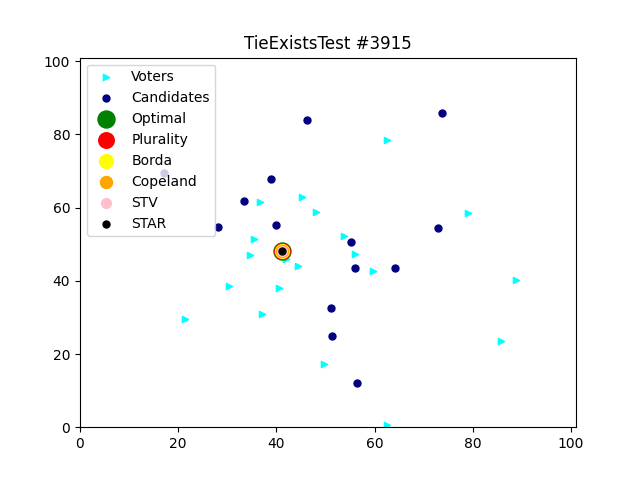 TieExistsTest #3915
Voters
Candidates
Optimal
Plurality
Borda
Copeland
STV
STAR
100
80
60
40
20
0
0 20 40 60 80 100